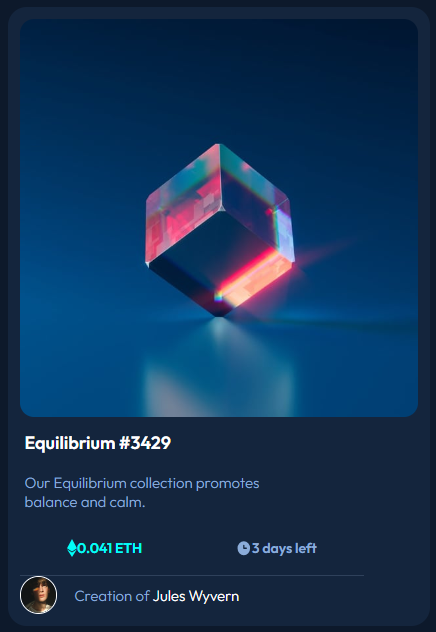 Equilibrium #3429
Our Equilibrium collection promotes
balance and calm.
0.041 ETH
3 days left
Creation of Jules Wyvern